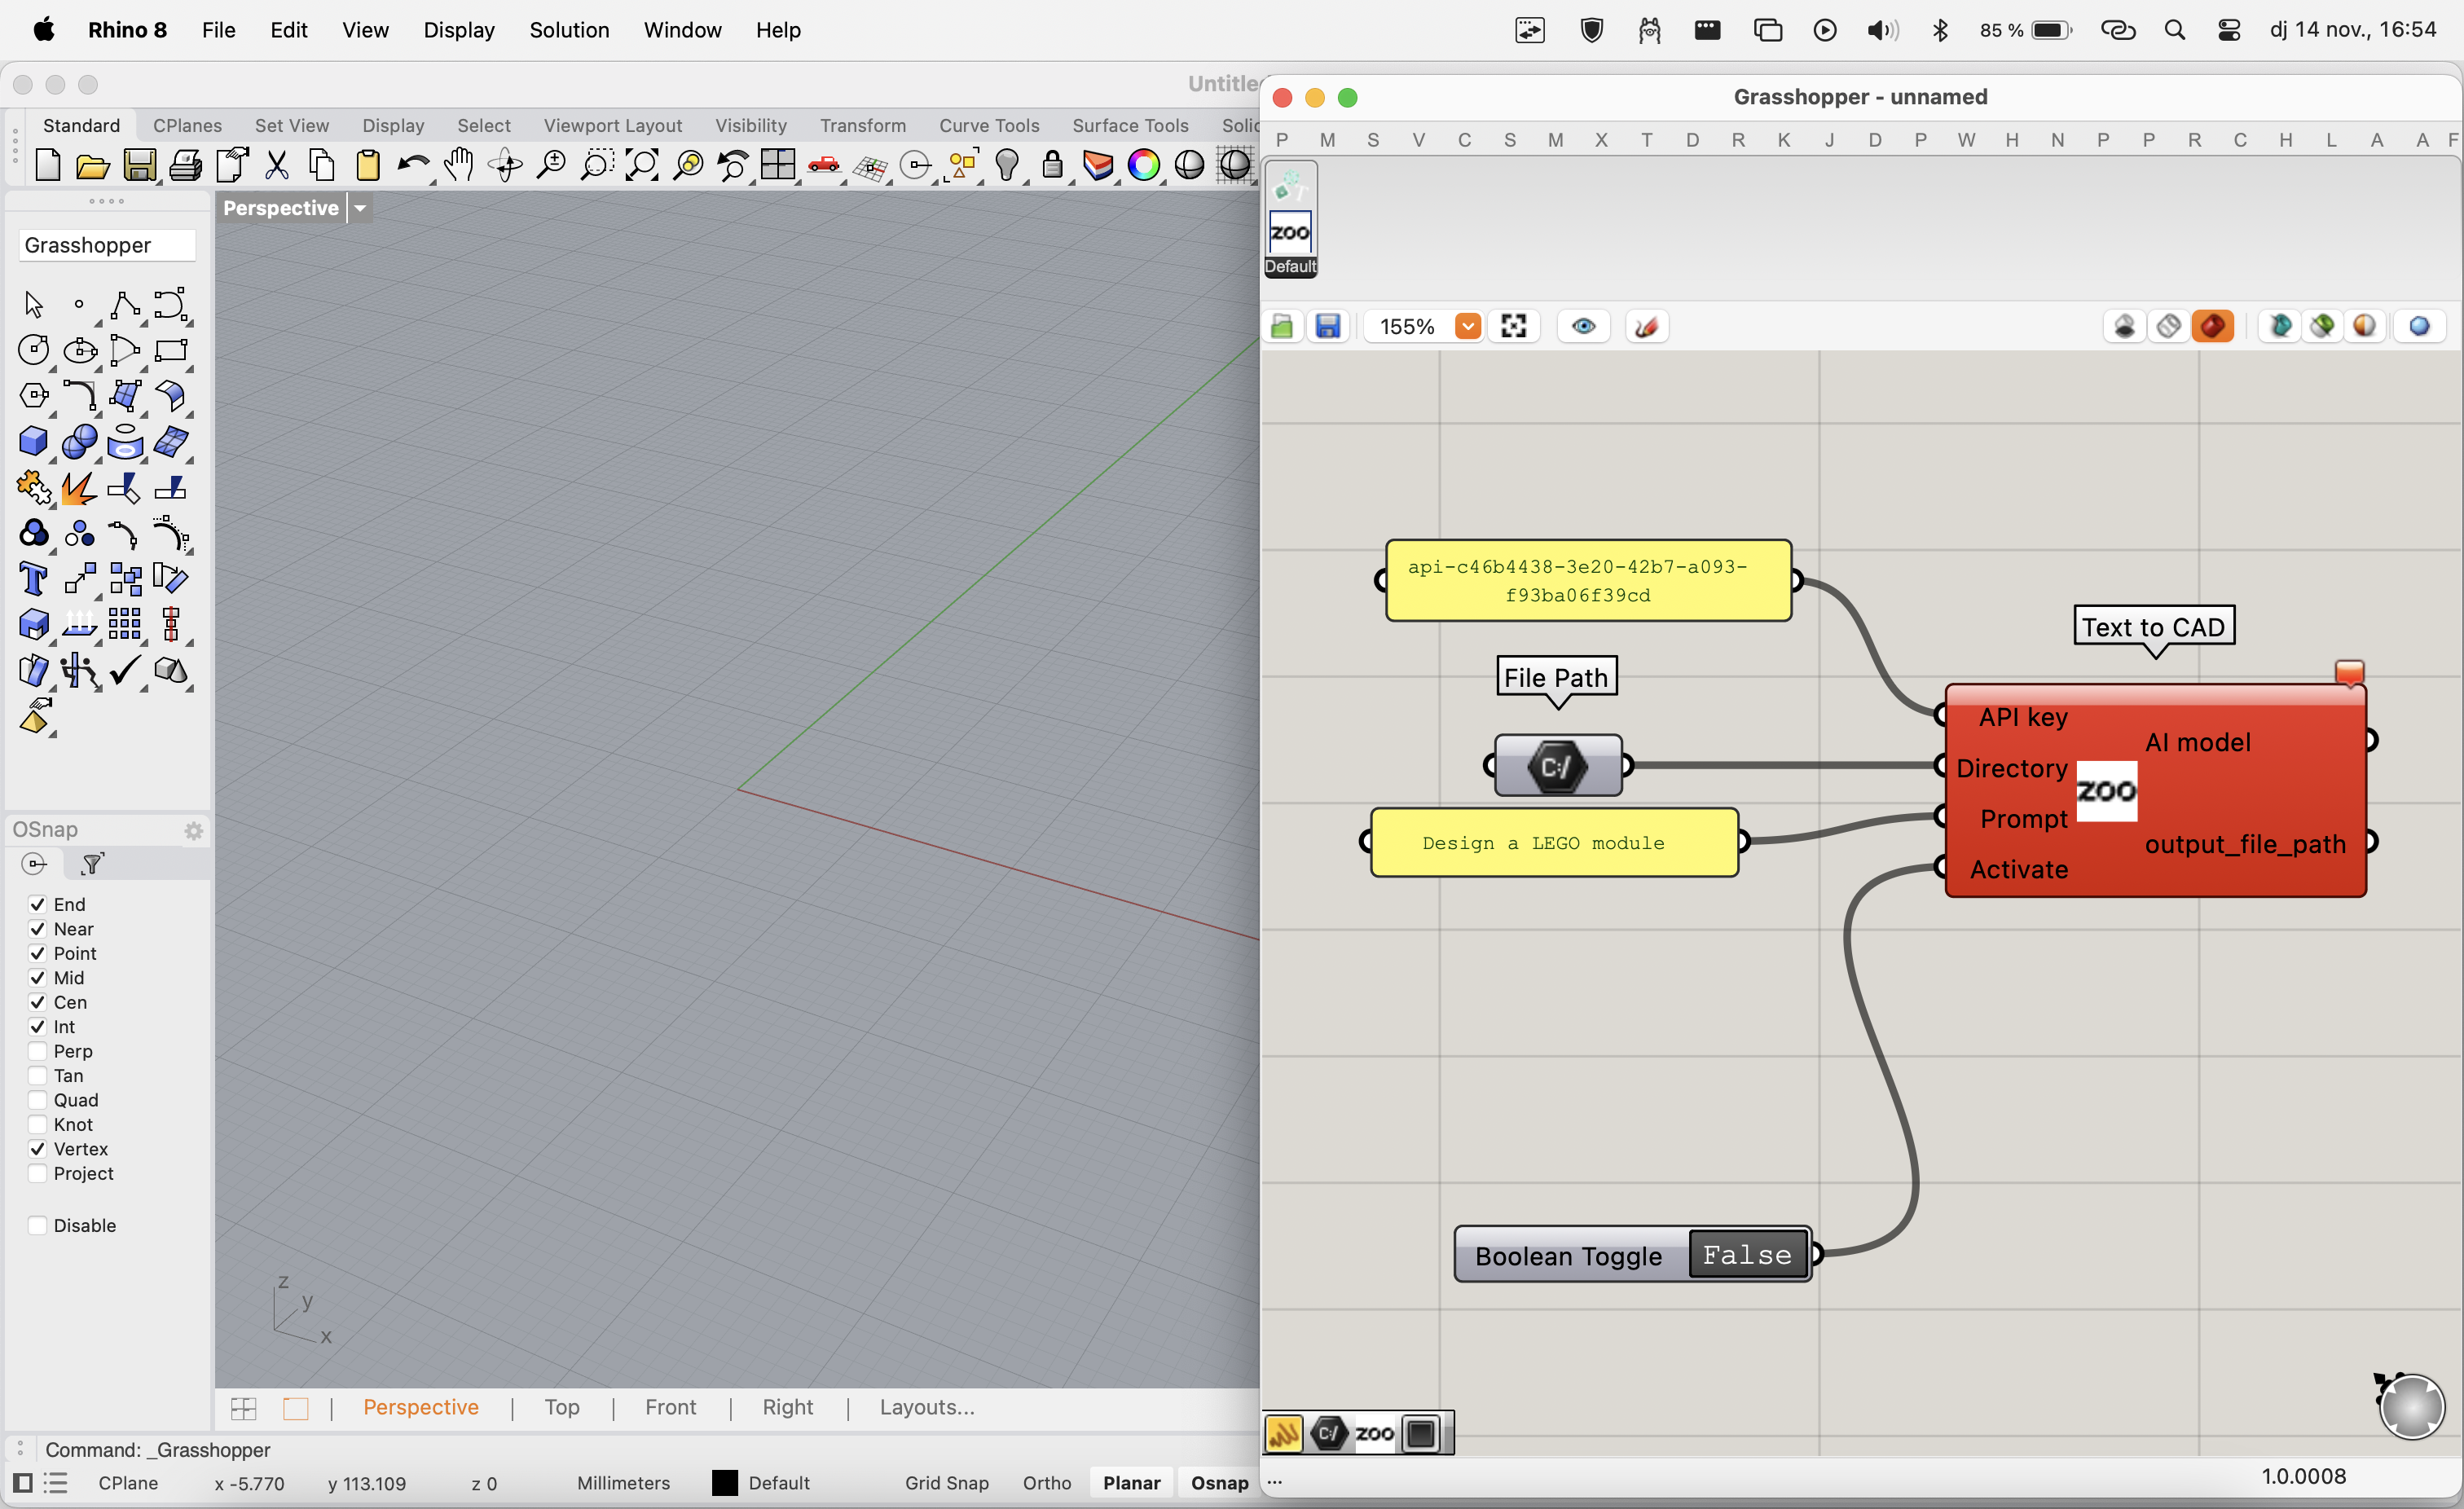 Rhino 8 File Edit View Display Solution Window Help
85 % dj 14 nov., 16:54
Grasshopper - unnamed
Standard CPlanes Set View Display Select Viewport Layout Visibility Transform Curve Tools Surface Tools
P M S V C S M X T D R K J D P W H N P P R C H L A A F
Perspective
ZOO
Default
Grasshopper
155%
api-c46b4438-3e20-42b7-a093-
f93ba06f39cd
Text to CAD
File Path
API key
AI model
C:/
Directory
ZOO
Prompt
Design a LEGO module
output_file_path
Activate
OSnap
End
Near
Point
Mid
Cen
Int
Perp
Tan
Quad
Knot
Vertex
Project
Disable
Boolean Toggle False
z
y
x
Perspective | Top | Front | Right | Layouts...
C:/ ZOO
Command: _Grasshopper
CPlane x -5.770 y 113.109 z 0 Millimeters Default Grid Snap Ortho Planar Osnap
...
1.0.0008